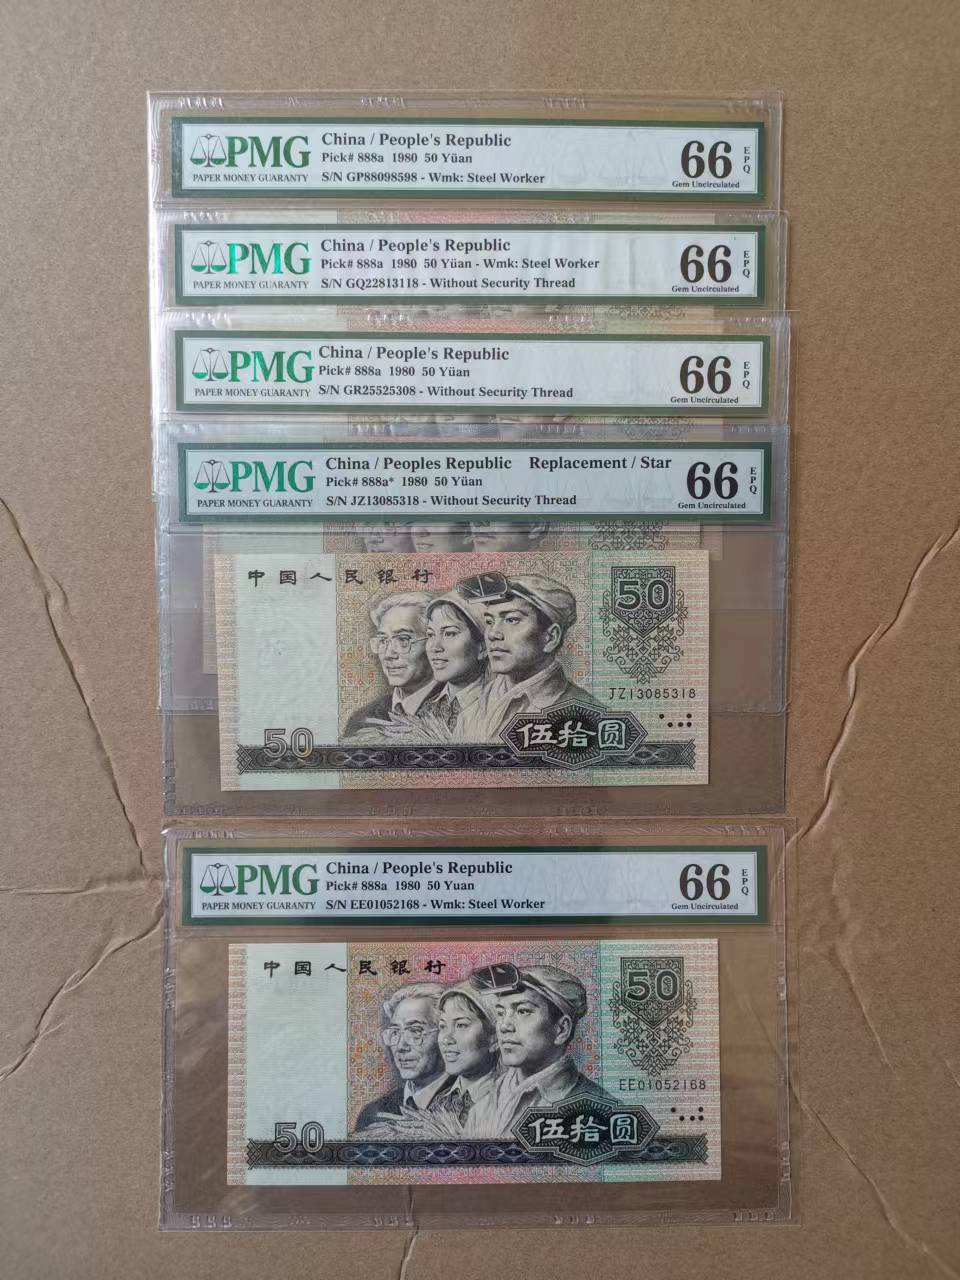 PMG
PAPER MONEY GUARANTY
China / People's Republic
Pick# 888a 1980 50 Yüan
S/N GP88098598 - Wmk: Steel Worker
66
EPQ
Gem Uncirculated
PMG
PAPER MONEY GUARANTY
China / People's Republic
Pick# 888a 1980 50 Yüan - Wmk: Steel Worker
S/N GQ22813118 - Without Security Thread
66
EPQ
Gem Uncirculated
PMG
PAPER MONEY GUARANTY
China / People's Republic
Pick# 888a 1980 50 Yüan
S/N GR25525308 - Without Security Thread
66
EPQ
Gem Uncirculated
PMG
PAPER MONEY GUARANTY
China / Peoples Republic Replacement / Star
Pick# 888a* 1980 50 Yüan
S/N JZ13085318 - Without Security Thread
66
EPQ
Gem Uncirculated
中国人民银行
50
JZ13085318
50
伍拾圆
PMG
PAPER MONEY GUARANTY
China / People's Republic
Pick# 888a 1980 50 Yuan
S/N EE01052168 - Wmk: Steel Worker
66
EPQ
Gem Uncirculated
中国人民银行
50
EE01052168
50
伍拾圆